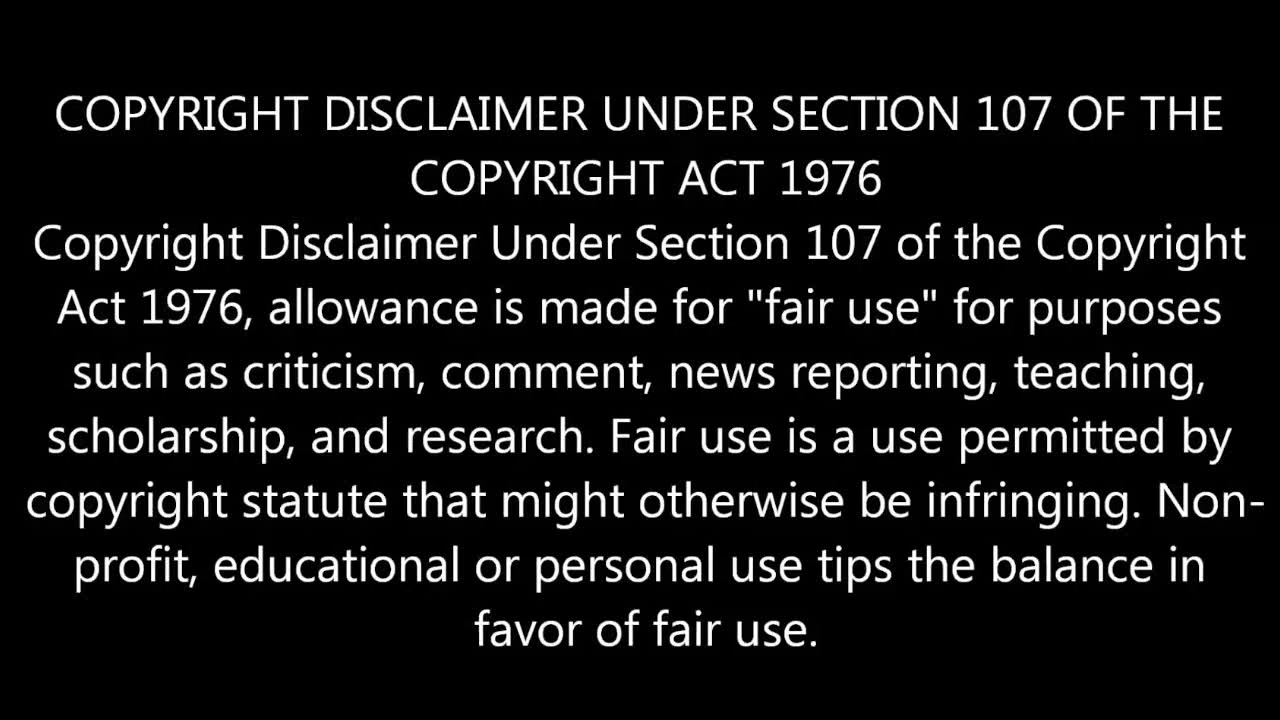 COPYRIGHT DISCLAIMER UNDER SECTION 107 OF THE
COPYRIGHT ACT 1976
Copyright Disclaimer Under Section 107 of the Copyright
Act 1976, allowance is made for "fair use" for purposes
such as criticism, comment, news reporting, teaching,
scholarship, and research. Fair use is a use permitted by
copyright statute that might otherwise be infringing. Non-
profit, educational or personal use tips the balance in
favor of fair use.